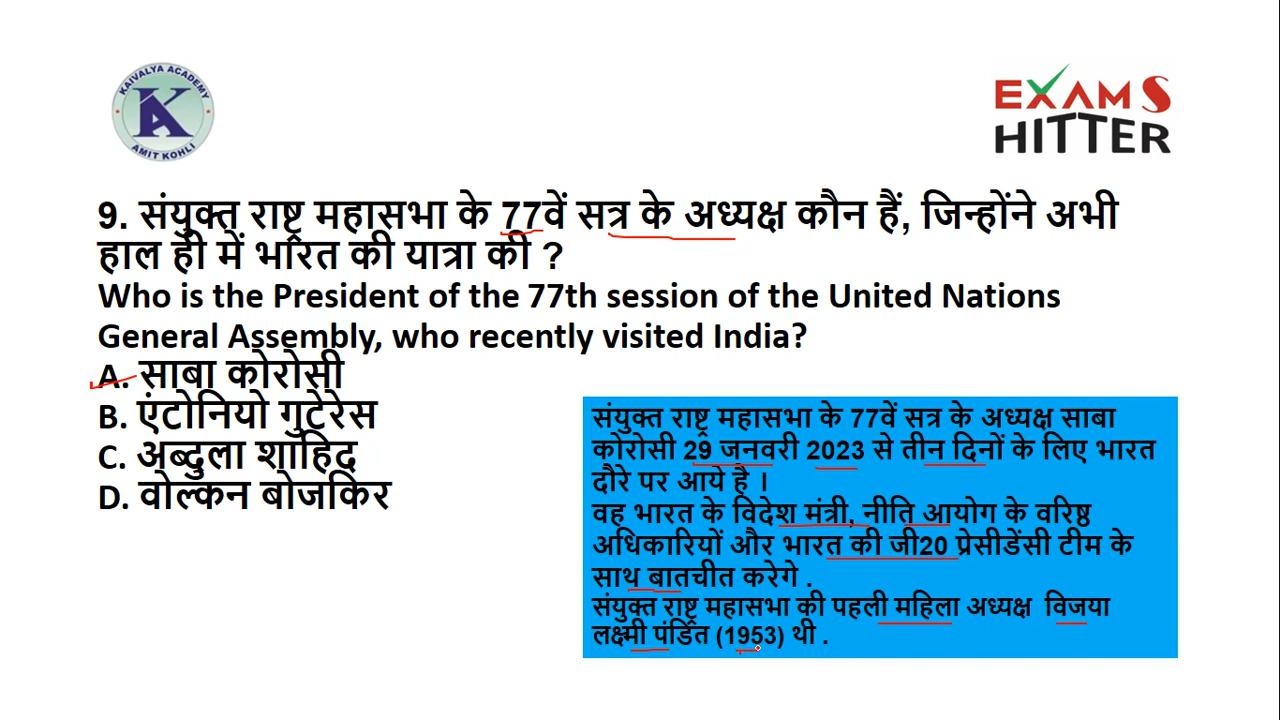 KAIVALYA ACADEMY
KA
AMIT KOHLI
EXAMS
HITTER
9. संयुक्त राष्ट्र महासभा के 77वें सत्र के अध्यक्ष कौन हैं, जिन्होंने अभी
हाल ही में भारत की यात्रा की ?
Who is the President of the 77th session of the United Nations
General Assembly, who recently visited India?
A. साबा कोरोसी
B. एंटोनियो गुटेरेस
C. अब्दुला शाहिद
D. वोल्कन बोजकिर
संयुक्त राष्ट्र महासभा के 77वें सत्र के अध्यक्ष साबा
कोरोसी 29 जनवरी 2023 से तीन दिनों के लिए भारत
दौरे पर आये है ।
वह भारत के विदेश मंत्री, नीति आयोग के वरिष्ठ
अधिकारियों और भारत की जी20 प्रेसीडेंसी टीम के
साथ बातचीत करेगे .
संयुक्त राष्ट्र महासभा की पहली महिला अध्यक्ष विजया
लक्ष्मी पंडित (1953) थी .